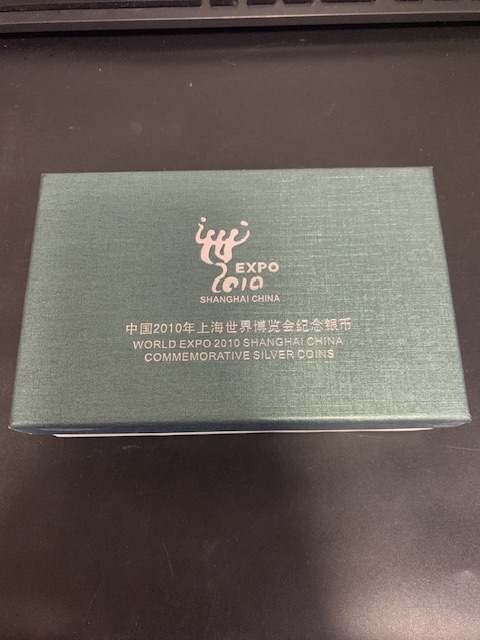 EXPO
2010
SHANGHAI CHINA
中国2010年上海世界博览会纪念银币
WORLD EXPO 2010 SHANGHAI CHINA
COMMEMORATIVE SILVER COINS